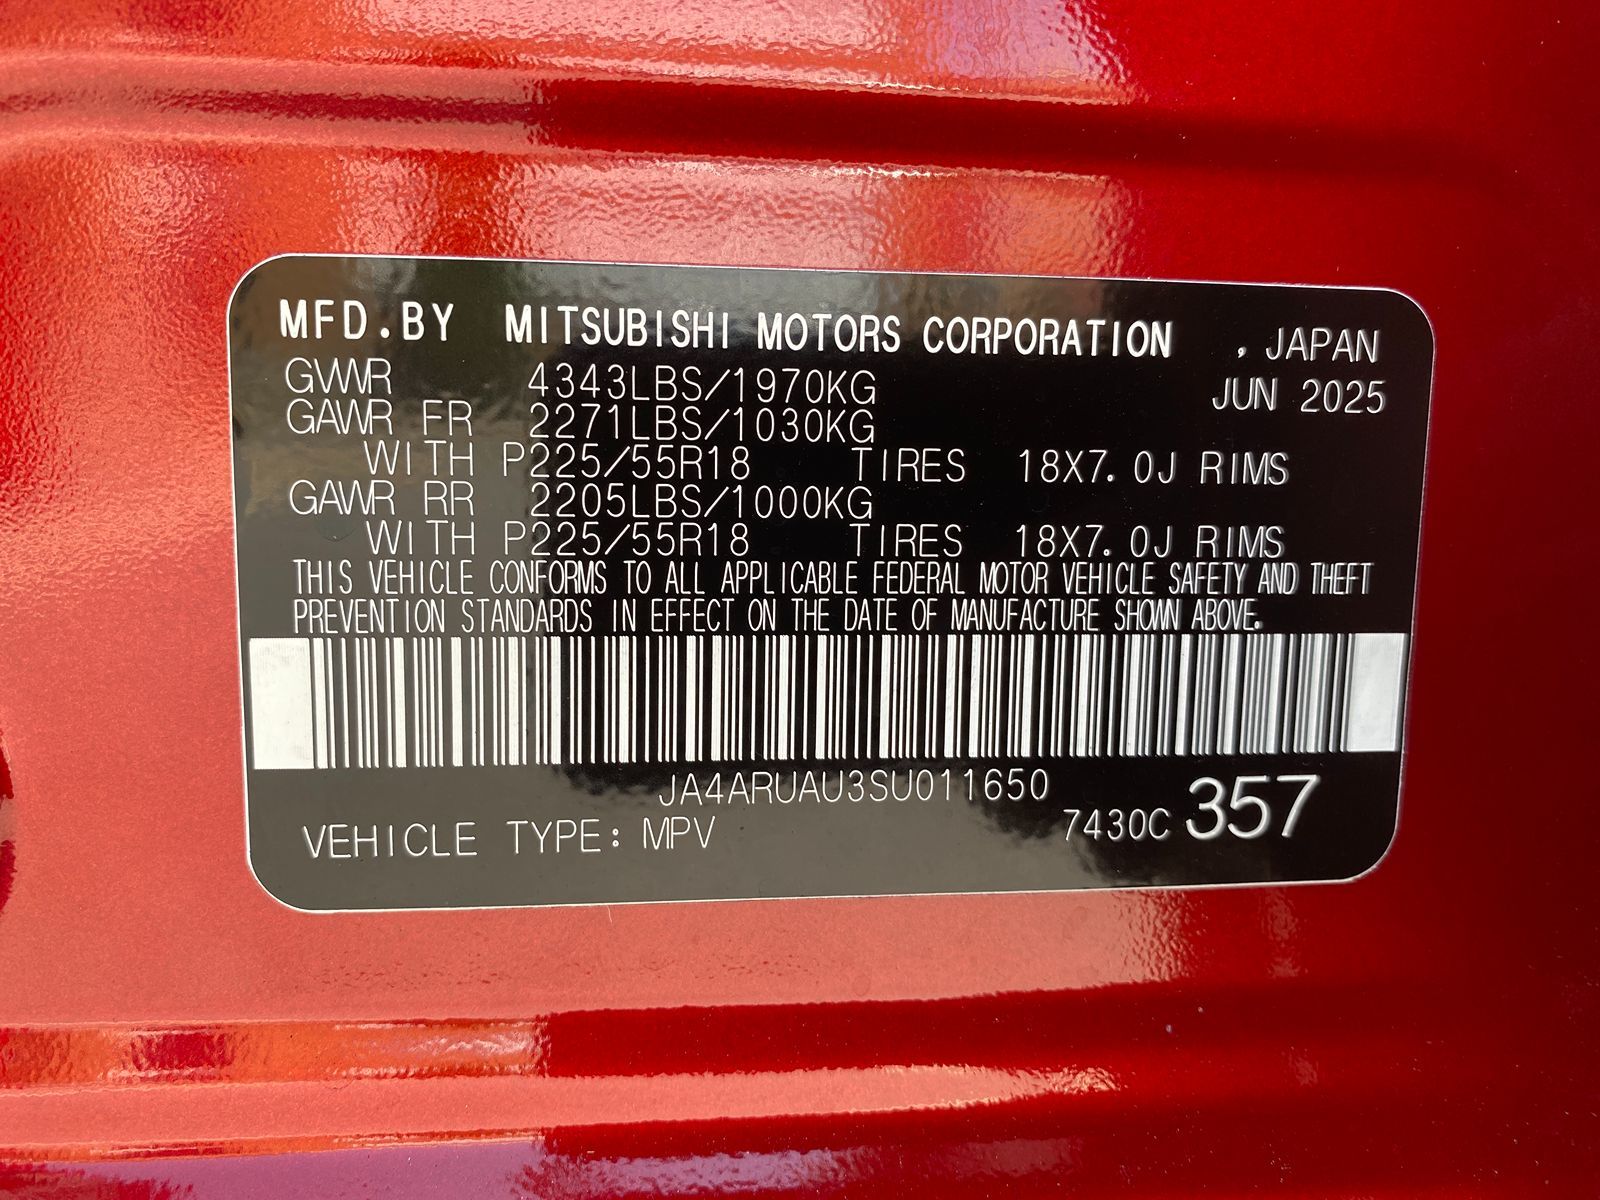 MFD.BY MITSUBISHI MOTORS CORPORATION , JAPAN
GVWR 4343LBS/1970KG JUN 2025
GAWR FR 2271LBS/1030KG
WITH P225/55R18 TIRES 18X7.0J RIMS
GAWR RR 2205LBS/1000KG
WITH P225/55R18 TIRES 18X7.0J RIMS
THIS VEHICLE CONFORMS TO ALL APPLICABLE FEDERAL MOTOR VEHICLE SAFETY AND THEFT
PREVENTION STANDARDS IN EFFECT ON THE DATE OF MANUFACTURE SHOWN ABOVE.
JA4ARUAU3SU011650
VEHICLE TYPE: MPV 7430C 357